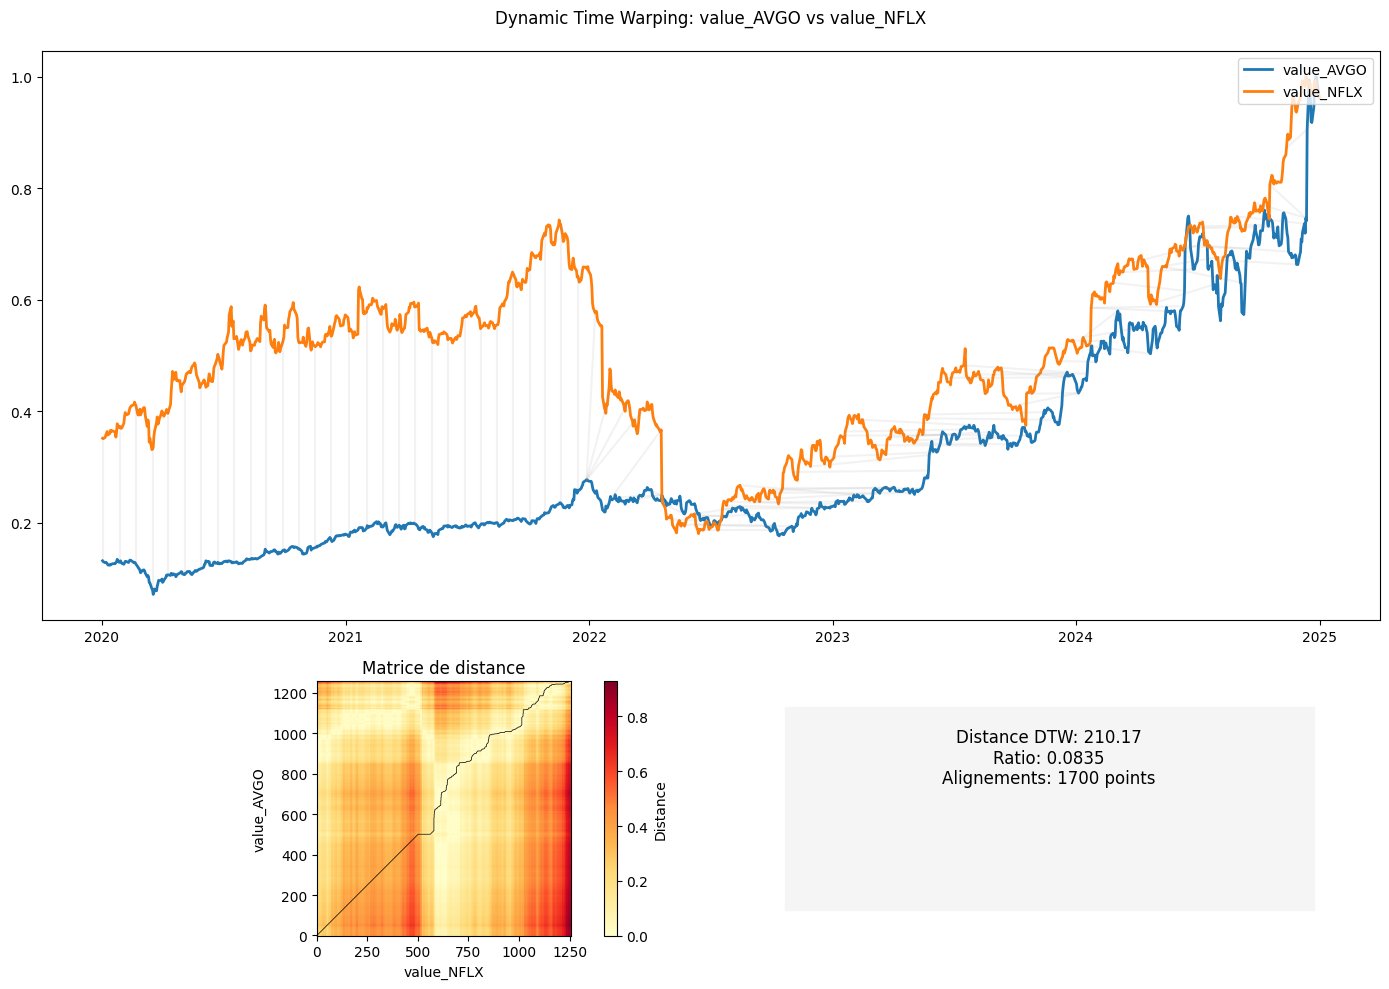 Dynamic Time Warping: value_AVGO vs value_NFLX
value_AVGO
value_NFLX
1.0
0.8
0.6
0.4
0.2
2020 2021 2022 2023 2024 2025
Matrice de distance
value_AVGO
1200
1000
800
600
400
200
0
0 250 500 750 1000 1250
value_NFLX
0.8
0.6
0.4
0.2
0.0
Distance
Distance DTW: 210.17
Ratio: 0.0835
Alignements: 1700 points